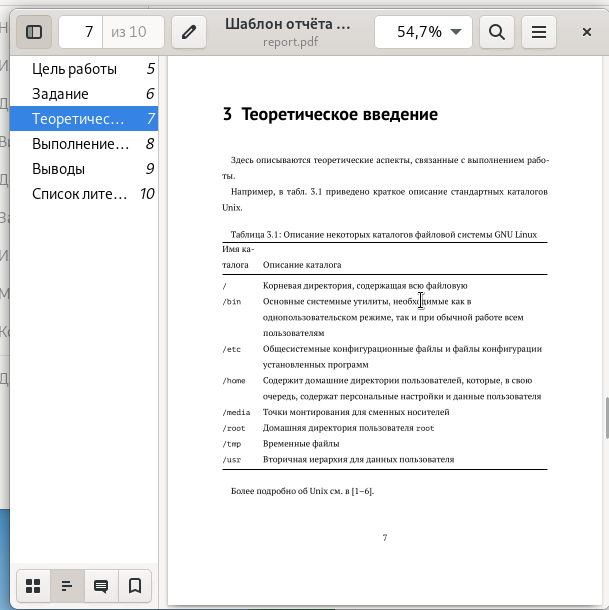 7 из 10
Шаблон отчёта ...
report.pdf
54,7%
Цель работы 5
Задание 6
Теоретичес... 7
Выполнение... 8
Выводы 9
Список лите... 10
3 Теоретическое введение
Здесь описываются теоретические аспекты, связанные с выполнением рабо-
ты.
Например, в табл. 3.1 приведено краткое описание стандартных каталогов
Unix.
Таблица 3.1: Описание некоторых каталогов файловой системы GNU Linux
Имя ка-
талога Описание каталога
/ Корневая директория, содержащая всю файловую
/bin Основные системные утилиты, необходимые как в
однопользовательском режиме, так и при обычной работе всем
пользователям
/etc Общесистемные конфигурационные файлы и файлы конфигурации
установленных программ
/home Содержит домашние директории пользователей, которые, в свою
очередь, содержат персональные настройки и данные пользователя
/media Точки монтирования для сменных носителей
/root Домашняя директория пользователя root
/tmp Временные файлы
/usr Вторичная иерархия для данных пользователя
Более подробно об Unix см. в [1–6].
7